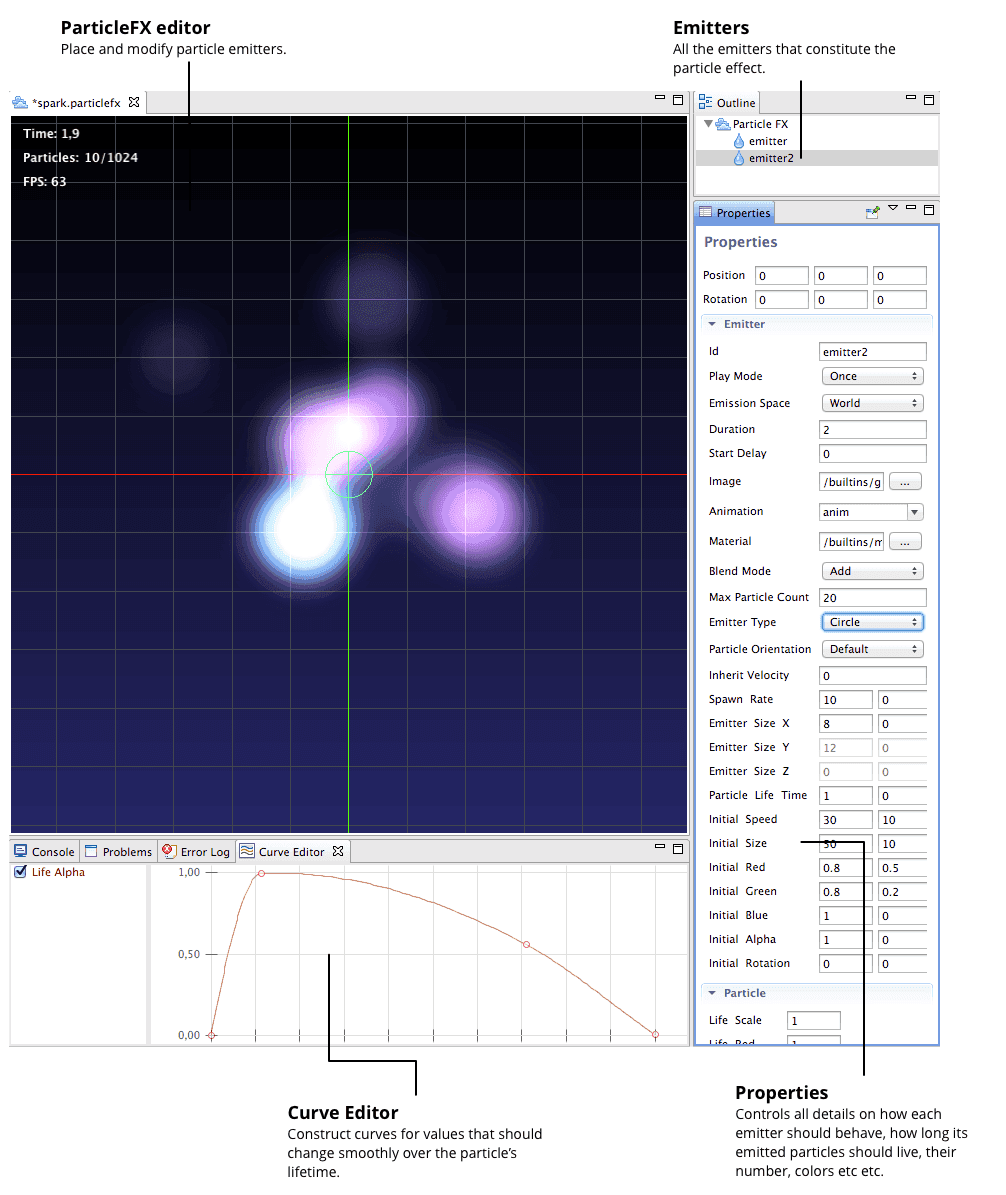 ParticleFX editor
Place and modify particle emitters.
Emitters
All the emitters that constitute the
particle effect.
*spark.particlefx
Time: 1,9
Particles: 10/1024
FPS: 63
Outline
Particle FX
emitter
emitter2
Properties
Properties
Position 0 0 0
Rotation 0 0 0
Emitter
Id emitter2
Play Mode Once
Emission Space World
Duration 2
Start Delay 0
Image /builtins/g ...
Animation anim
Material /builtins/m ...
Blend Mode Add
Max Particle Count 20
Emitter Type Circle
Particle Orientation Default
Inherit Velocity 0
Spawn Rate 10 0
Emitter Size X 8 0
Emitter Size Y 12 0
Emitter Size Z 0 0
Particle Life Time 1 0
Initial Speed 30 10
Initial Size 50 10
Initial Red 0.8 0.5
Initial Green 0.8 0.2
Initial Blue 1 0
Initial Alpha 1 0
Initial Rotation 0 0
Particle
Life Scale 1
Life Red 1
Console
Problems
Error Log
Curve Editor
Life Alpha
1,00
0,50
0,00
Curve Editor
Construct curves for values that should
change smoothly over the particle's
lifetime.
Properties
Controls all details on how each
emitter should behave, how long its
emitted particles should live, their
number, colors etc etc.